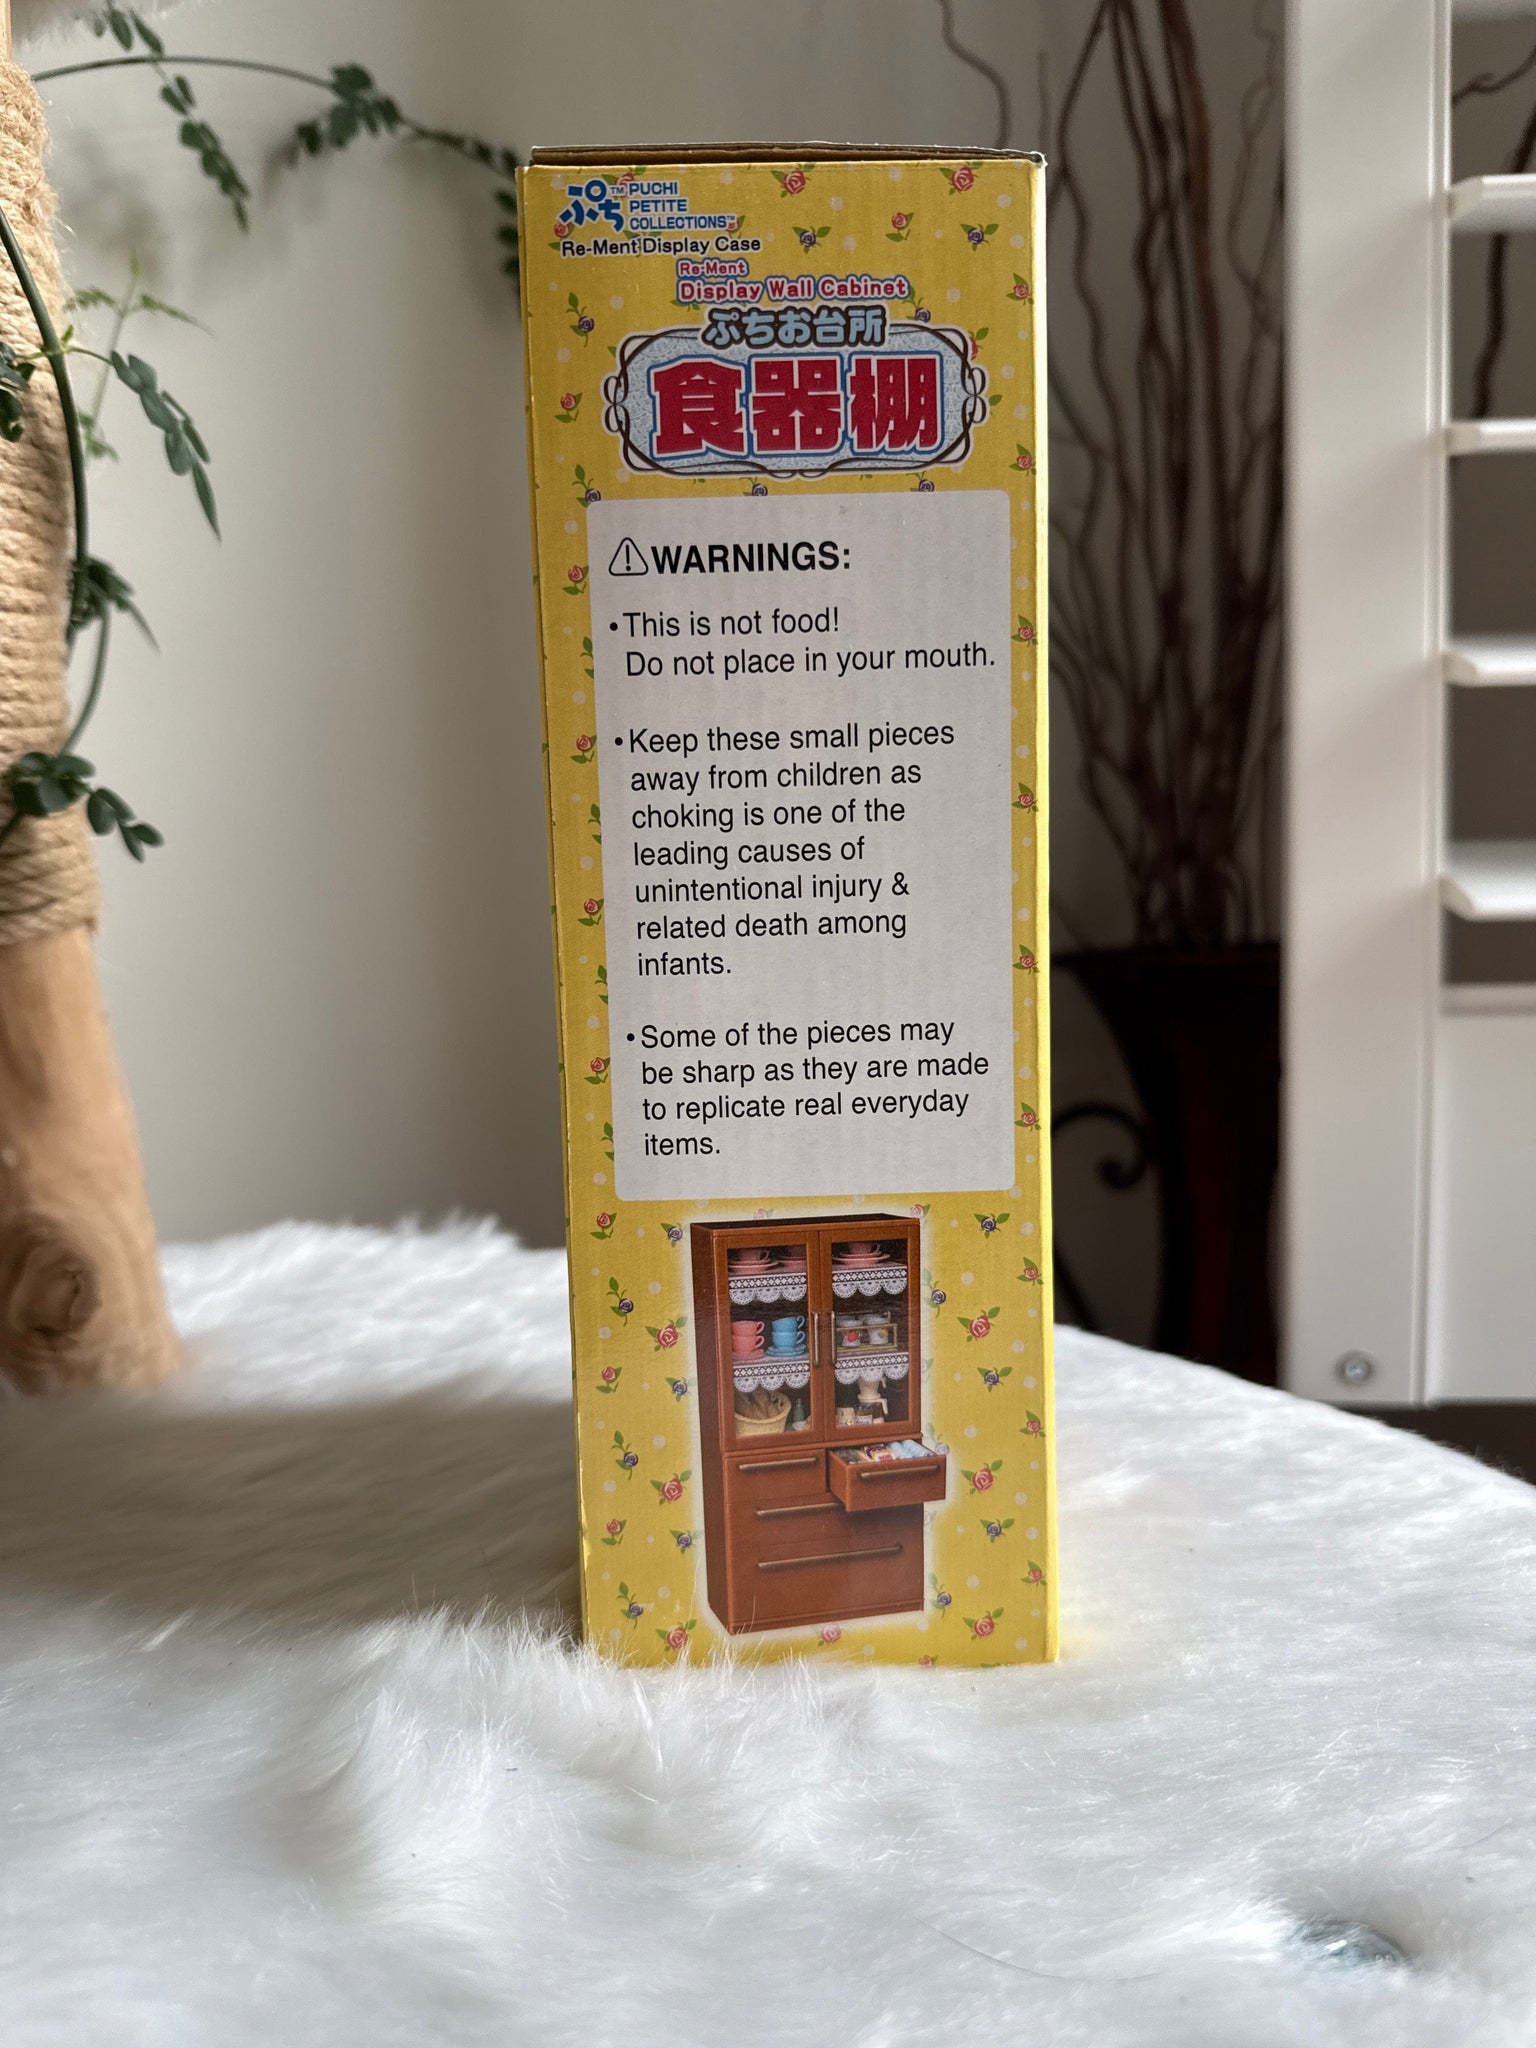 ぷち™ PUCHI
PETITE
COLLECTIONS™
Re-Ment Display Case
Re-Ment
Display Wall Cabinet
ぷちお台所
食器棚
⚠WARNINGS:
•This is not food!
Do not place in your mouth.
•Keep these small pieces
away from children as
choking is one of the
leading causes of
unintentional injury &
related death among
infants.
•Some of the pieces may
be sharp as they are made
to replicate real everyday
items.